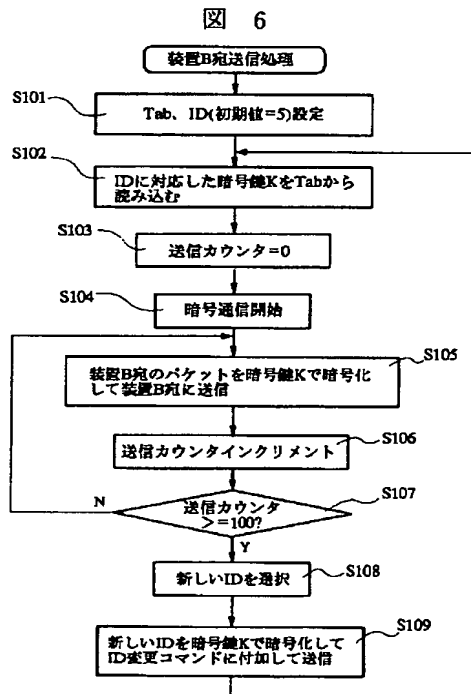 図 6
装置B宛送信処理
S101
Tab、ID(初期値=5)設定
S102
IDに対応した暗号鍵KをTabから
読み込む
S103
送信カウンタ=0
S104
暗号通信開始
S105
装置B宛のパケットを暗号鍵Kで暗号化
して装置B宛に送信
S106
送信カウンタインクリメント
S107
送信カウンタ
>=100?
N
Y
S108
新しいIDを選択
S109
新しいIDを暗号鍵Kで暗号化して
ID変更コマンドに付加して送信